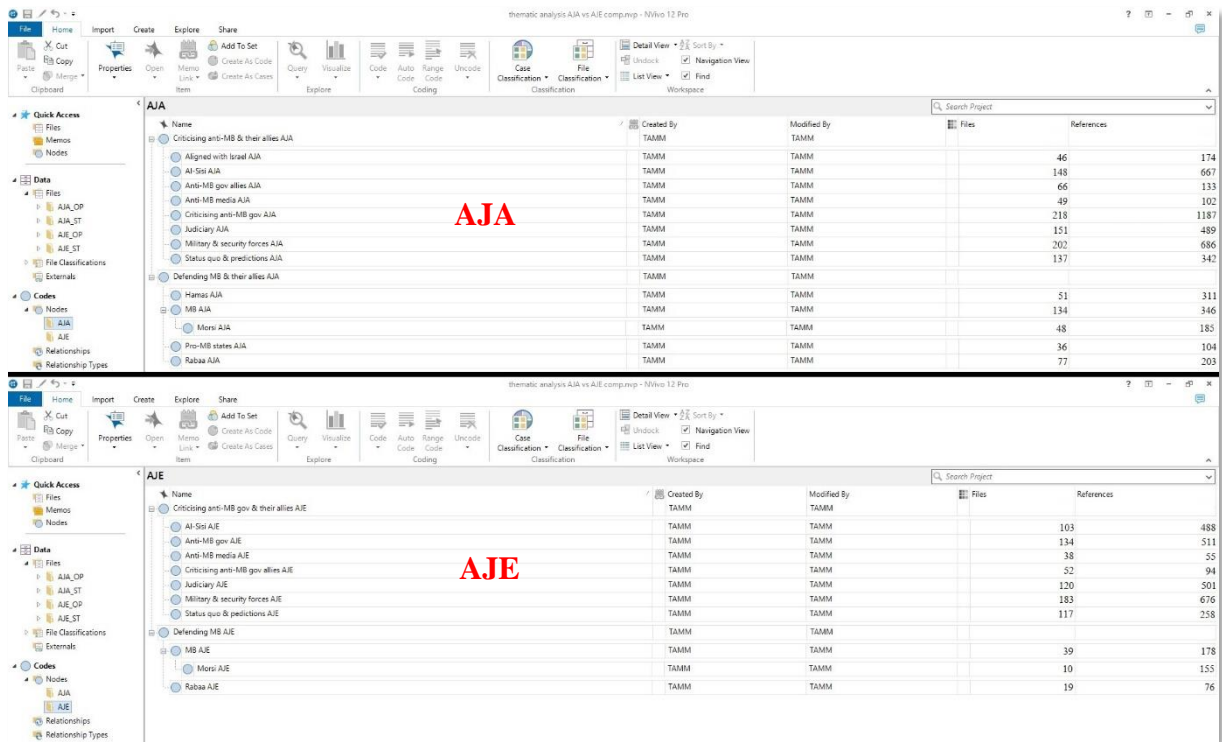 thematic analysis AJA vs AJE comp.nvp - NVivo 12 Pro
File Home Import Create Explore Share
Cut
Copy
Merge
Paste
Clipboard
Properties
Open
Memo Link
Add To Set
Create As Code
Create As Cases
Item
Query
Visualize
Explore
Code
Auto Code
Range Code
Uncode
Coding
Case Classification
File Classification
Classification
Detail View
Sort By
Undock
Navigation View
List View
Find
Workspace
Quick Access
Files
Memos
Nodes
Data
Files
AJA_OP
AJA_ST
AJE_OP
AJE_ST
File Classifications
Externals
Codes
Nodes
AJA
AJE
Relationships
Relationship Types
AJA
Search Project
Name Created By Modified By Files References
Criticising anti-MB & their allies AJA TAMM TAMM
Aligned with Israel AJA TAMM TAMM 46 174
Al-Sisi AJA TAMM TAMM 148 667
Anti-MB gov allies AJA TAMM TAMM 66 133
Anti-MB media AJA TAMM TAMM 49 102
Criticising anti-MB gov AJA TAMM TAMM 218 1187
Judiciary AJA TAMM TAMM 151 489
Military & security forces AJA TAMM TAMM 202 686
Status quo & predictions AJA TAMM TAMM 137 342
Defending MB & their allies AJA TAMM TAMM
Hamas AJA TAMM TAMM 51 311
MB AJA TAMM TAMM 134 346
Morsi AJA TAMM TAMM 48 185
Pro-MB states AJA TAMM TAMM 36 104
Rabaa AJA TAMM TAMM 77 203
AJA
thematic analysis AJA vs AJE comp.nvp - NVivo 12 Pro
File Home Import Create Explore Share
Cut
Copy
Merge
Paste
Clipboard
Properties
Open
Memo Link
Add To Set
Create As Code
Create As Cases
Item
Query
Visualize
Explore
Code
Auto Code
Range Code
Uncode
Coding
Case Classification
File Classification
Classification
Detail View
Sort By
Undock
Navigation View
List View
Find
Workspace
Quick Access
Files
Memos
Nodes
Data
Files
AJA_OP
AJA_ST
AJE_OP
AJE_ST
File Classifications
Externals
Codes
Nodes
AJA
AJE
Relationships
Relationship Types
AJE
Search Project
Name Created By Modified By Files References
Criticising anti-MB gov & their allies AJE TAMM TAMM
Al-Sisi AJE TAMM TAMM 103 488
Anti-MB gov AJE TAMM TAMM 134 511
Anti-MB media AJE TAMM TAMM 38 55
Criticising anti-MB gov allies AJE TAMM TAMM 52 94
Judiciary AJE TAMM TAMM 120 501
Military & security forces AJE TAMM TAMM 183 676
Status quo & pedictions AJE TAMM TAMM 117 258
Defending MB AJE TAMM TAMM
MB AJE TAMM TAMM 39 178
Morsi AJE TAMM TAMM 10 155
Rabaa AJE TAMM TAMM 19 76
AJE